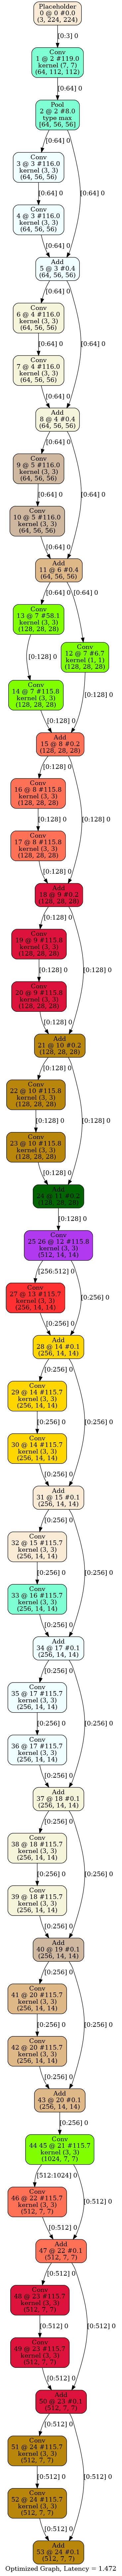 Placeholder
0 @ 0 #0.0
(3, 224, 224)
[0:3] 0
Conv
1 @ 2 #119.0
kernel (7, 7)
(64, 112, 112)
[0:64] 0
Pool
2 @ 2 #8.0
type max
[64, 56, 56]
[0:64] 0
Conv
3 @ 3 #116.0
kernel (3, 3)
(64, 56, 56)
[0:64] 0
[0:64] 0
Conv
4 @ 3 #116.0
kernel (3, 3)
(64, 56, 56)
[0:64] 0
Add
5 @ 3 #0.4
(64, 56, 56)
[0:64] 0
Conv
6 @ 4 #116.0
kernel (3, 3)
(64, 56, 56)
[0:64] 0
[0:64] 0
Conv
7 @ 4 #116.0
kernel (3, 3)
(64, 56, 56)
[0:64] 0
Add
8 @ 4 #0.4
(64, 56, 56)
[0:64] 0
Conv
9 @ 5 #116.0
kernel (3, 3)
(64, 56, 56)
[0:64] 0
[0:64] 0
Conv
10 @ 5 #116.0
kernel (3, 3)
(64, 56, 56)
[0:64] 0
Add
11 @ 6 #0.4
(64, 56, 56)
[0:64] 0
[0:64] 0
Conv
13 @ 7 #58.1
kernel (3, 3)
(128, 28, 28)
Conv
12 @ 7 #6.7
kernel (1, 1)
(128, 28, 28)
[0:128] 0
Conv
14 @ 7 #115.8
kernel (3, 3)
(128, 28, 28)
[0:128] 0
[0:128] 0
Add
15 @ 8 #0.2
(128, 28, 28)
[0:128] 0
Conv
16 @ 8 #115.8
kernel (3, 3)
(128, 28, 28)
[0:128] 0
[0:128] 0
Conv
17 @ 8 #115.8
kernel (3, 3)
(128, 28, 28)
[0:128] 0
Add
18 @ 9 #0.2
(128, 28, 28)
[0:128] 0
Conv
19 @ 9 #115.8
kernel (3, 3)
(128, 28, 28)
[0:128] 0
[0:128] 0
Conv
20 @ 9 #115.8
kernel (3, 3)
(128, 28, 28)
[0:128] 0
Add
21 @ 10 #0.2
(128, 28, 28)
[0:128] 0
Conv
22 @ 10 #115.8
kernel (3, 3)
(128, 28, 28)
[0:128] 0
[0:128] 0
Conv
23 @ 10 #115.8
kernel (3, 3)
(128, 28, 28)
[0:128] 0
Add
24 @ 11 #0.2
(128, 28, 28)
[0:128] 0
Conv
25 26 @ 12 #115.8
kernel (3, 3)
(512, 14, 14)
[256:512] 0
Conv
27 @ 13 #115.7
kernel (3, 3)
(256, 14, 14)
[0:256] 0
[0:256] 0
Add
28 @ 14 #0.1
(256, 14, 14)
[0:256] 0
Conv
29 @ 14 #115.7
kernel (3, 3)
(256, 14, 14)
[0:256] 0
[0:256] 0
Conv
30 @ 14 #115.7
kernel (3, 3)
(256, 14, 14)
[0:256] 0
Add
31 @ 15 #0.1
(256, 14, 14)
[0:256] 0
Conv
32 @ 15 #115.7
kernel (3, 3)
(256, 14, 14)
[0:256] 0
[0:256] 0
Conv
33 @ 16 #115.7
kernel (3, 3)
(256, 14, 14)
[0:256] 0
Add
34 @ 17 #0.1
(256, 14, 14)
[0:256] 0
Conv
35 @ 17 #115.7
kernel (3, 3)
(256, 14, 14)
[0:256] 0
[0:256] 0
Conv
36 @ 17 #115.7
kernel (3, 3)
(256, 14, 14)
[0:256] 0
Add
37 @ 18 #0.1
(256, 14, 14)
[0:256] 0
Conv
38 @ 18 #115.7
kernel (3, 3)
(256, 14, 14)
[0:256] 0
[0:256] 0
Conv
39 @ 18 #115.7
kernel (3, 3)
(256, 14, 14)
[0:256] 0
Add
40 @ 19 #0.1
(256, 14, 14)
[0:256] 0
Conv
41 @ 20 #115.7
kernel (3, 3)
(256, 14, 14)
[0:256] 0
[0:256] 0
Conv
42 @ 20 #115.7
kernel (3, 3)
(256, 14, 14)
[0:256] 0
Add
43 @ 20 #0.1
(256, 14, 14)
[0:256] 0
Conv
44 45 @ 21 #115.7
kernel (3, 3)
(1024, 7, 7)
[512:1024] 0
Conv
46 @ 22 #115.7
kernel (3, 3)
(512, 7, 7)
[0:512] 0
[0:512] 0
Add
47 @ 22 #0.1
(512, 7, 7)
[0:512] 0
Conv
48 @ 23 #115.7
kernel (3, 3)
(512, 7, 7)
[0:512] 0
[0:512] 0
Conv
49 @ 23 #115.7
kernel (3, 3)
(512, 7, 7)
[0:512] 0
Add
50 @ 23 #0.1
(512, 7, 7)
[0:512] 0
Conv
51 @ 24 #115.7
kernel (3, 3)
(512, 7, 7)
[0:512] 0
[0:512] 0
Conv
52 @ 24 #115.7
kernel (3, 3)
(512, 7, 7)
[0:512] 0
Add
53 @ 24 #0.1
(512, 7, 7)
Optimized Graph, Latency = 1.472